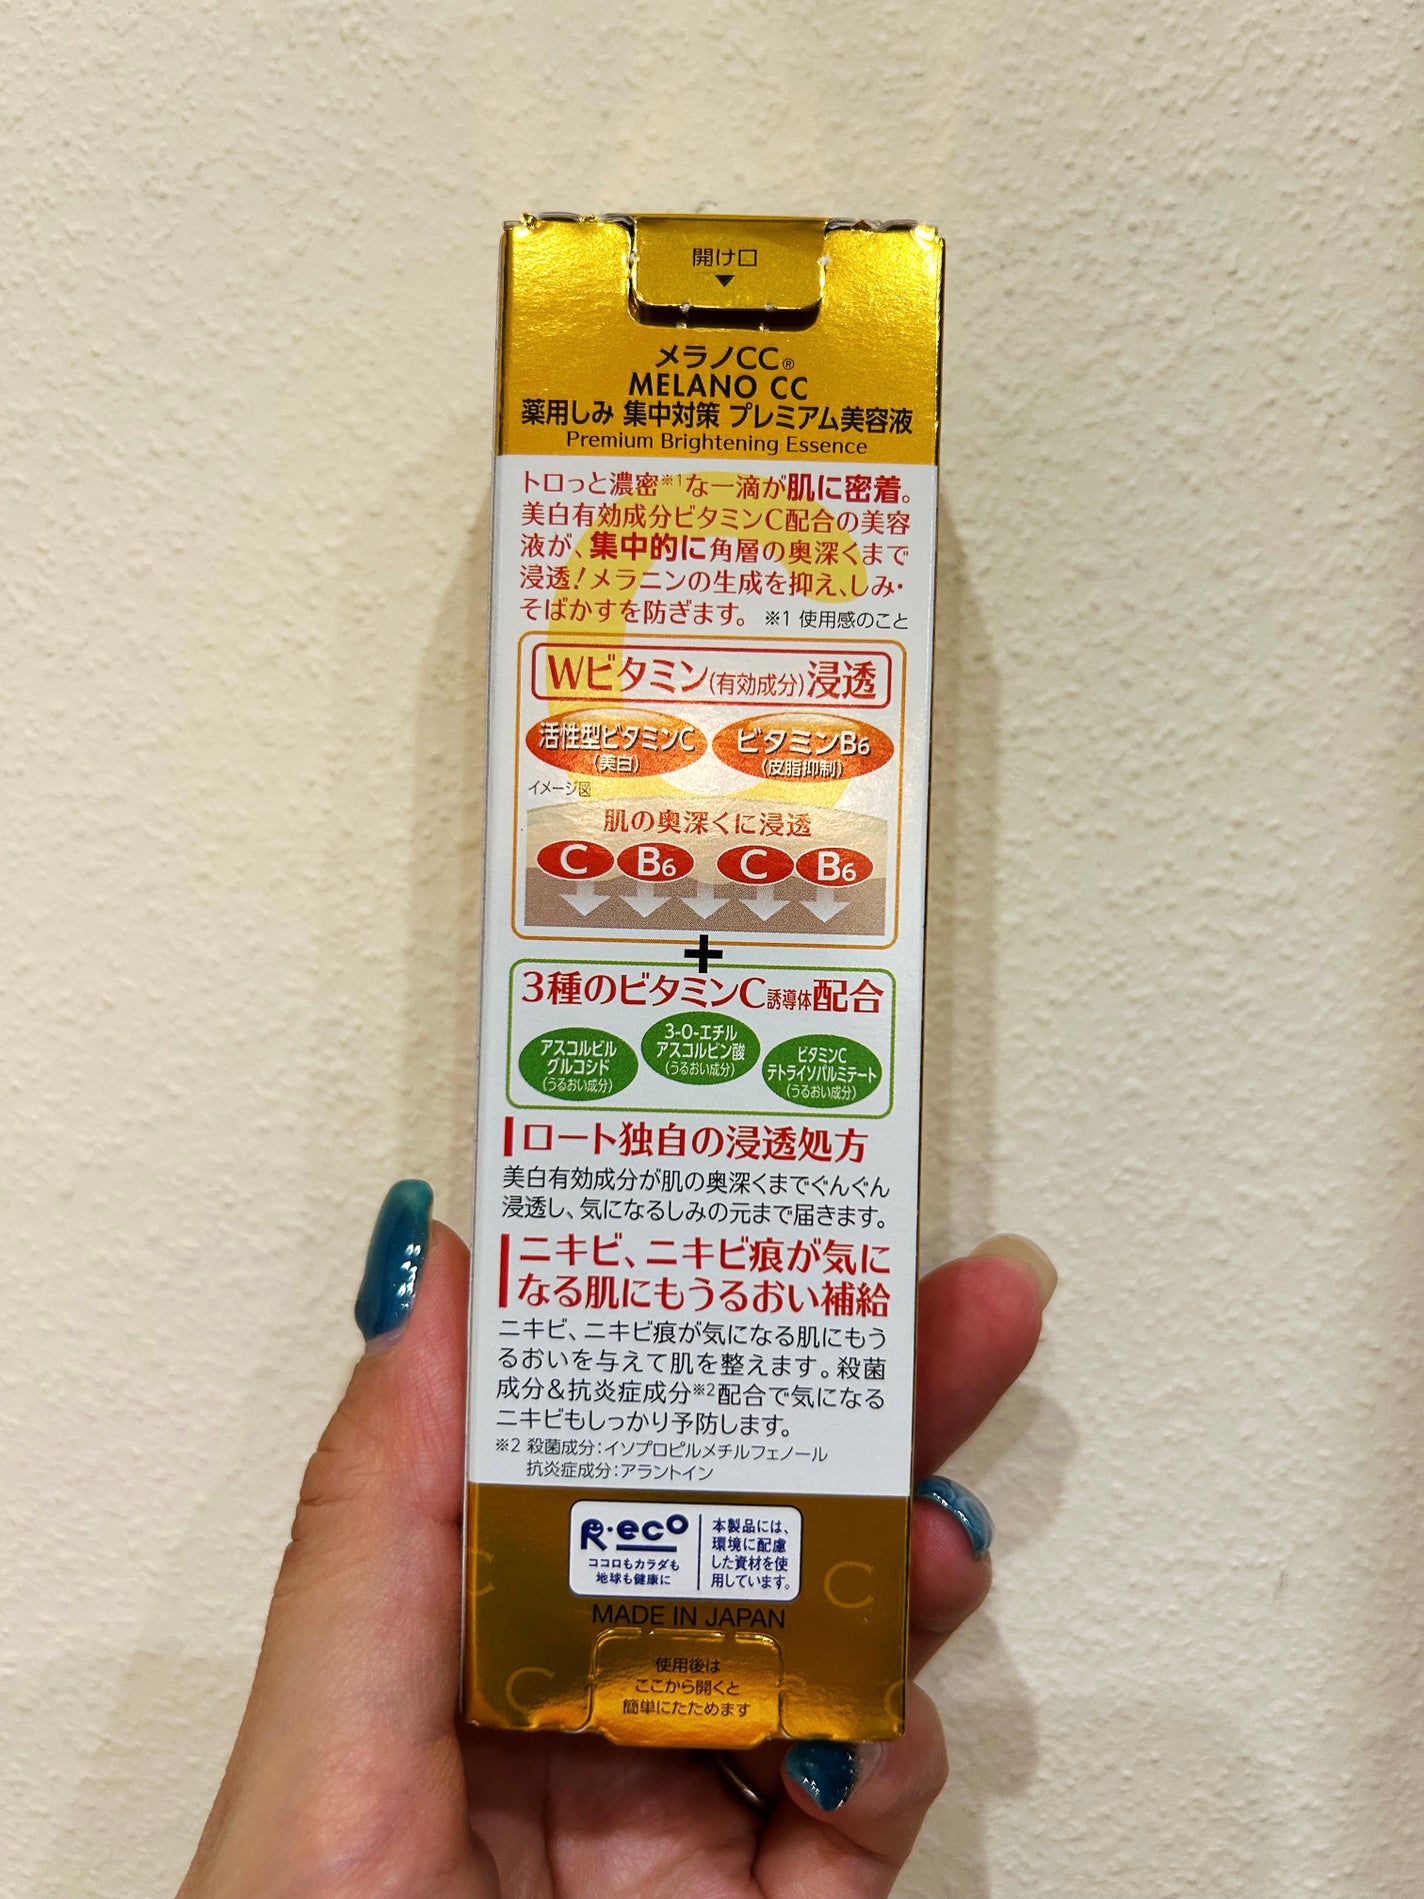 開け口
メラノCC®
MELANO CC
薬用しみ 集中対策 プレミアム美容液
Premium Brightening Essence
トロっと濃密※1な一滴が肌に密着。
美白有効成分ビタミンC配合の美容
液が、集中的に角層の奥深くまで
浸透!メラニンの生成を抑え、しみ・
そばかすを防ぎます。 ※1 使用感のこと
Wビタミン(有効成分)浸透
活性型ビタミンC
(美白)
ビタミンB6
(皮脂抑制)
イメージ図
肌の奥深くに浸透
C B6 C B6
+
3種のビタミンC誘導体配合
アスコルビル
グルコシド
(うるおい成分)
3-O-エチル
アスコルビン酸
(うるおい成分)
ビタミンC
テトライソパルミテート
(うるおい成分)
ロート独自の浸透処方
美白有効成分が肌の奥深くまでぐんぐん
浸透し、気になるしみの元まで届きます。
ニキビ、ニキビ痕が気に
なる肌にもうるおい補給
ニキビ、ニキビ痕が気になる肌にもう
るおいを与えて肌を整えます。殺菌
成分&抗炎症成分※2配合で気になる
ニキビもしっかり予防します。
※2 殺菌成分:イソプロピルメチルフェノール
抗炎症成分:アラントイン
R・eco
ココロもカラダも
地球も健康に
本製品には、
環境に配慮
した資材を使
用しています。
C
MADE IN JAPAN
C
使用後は
ここから開くと
簡単にたためます